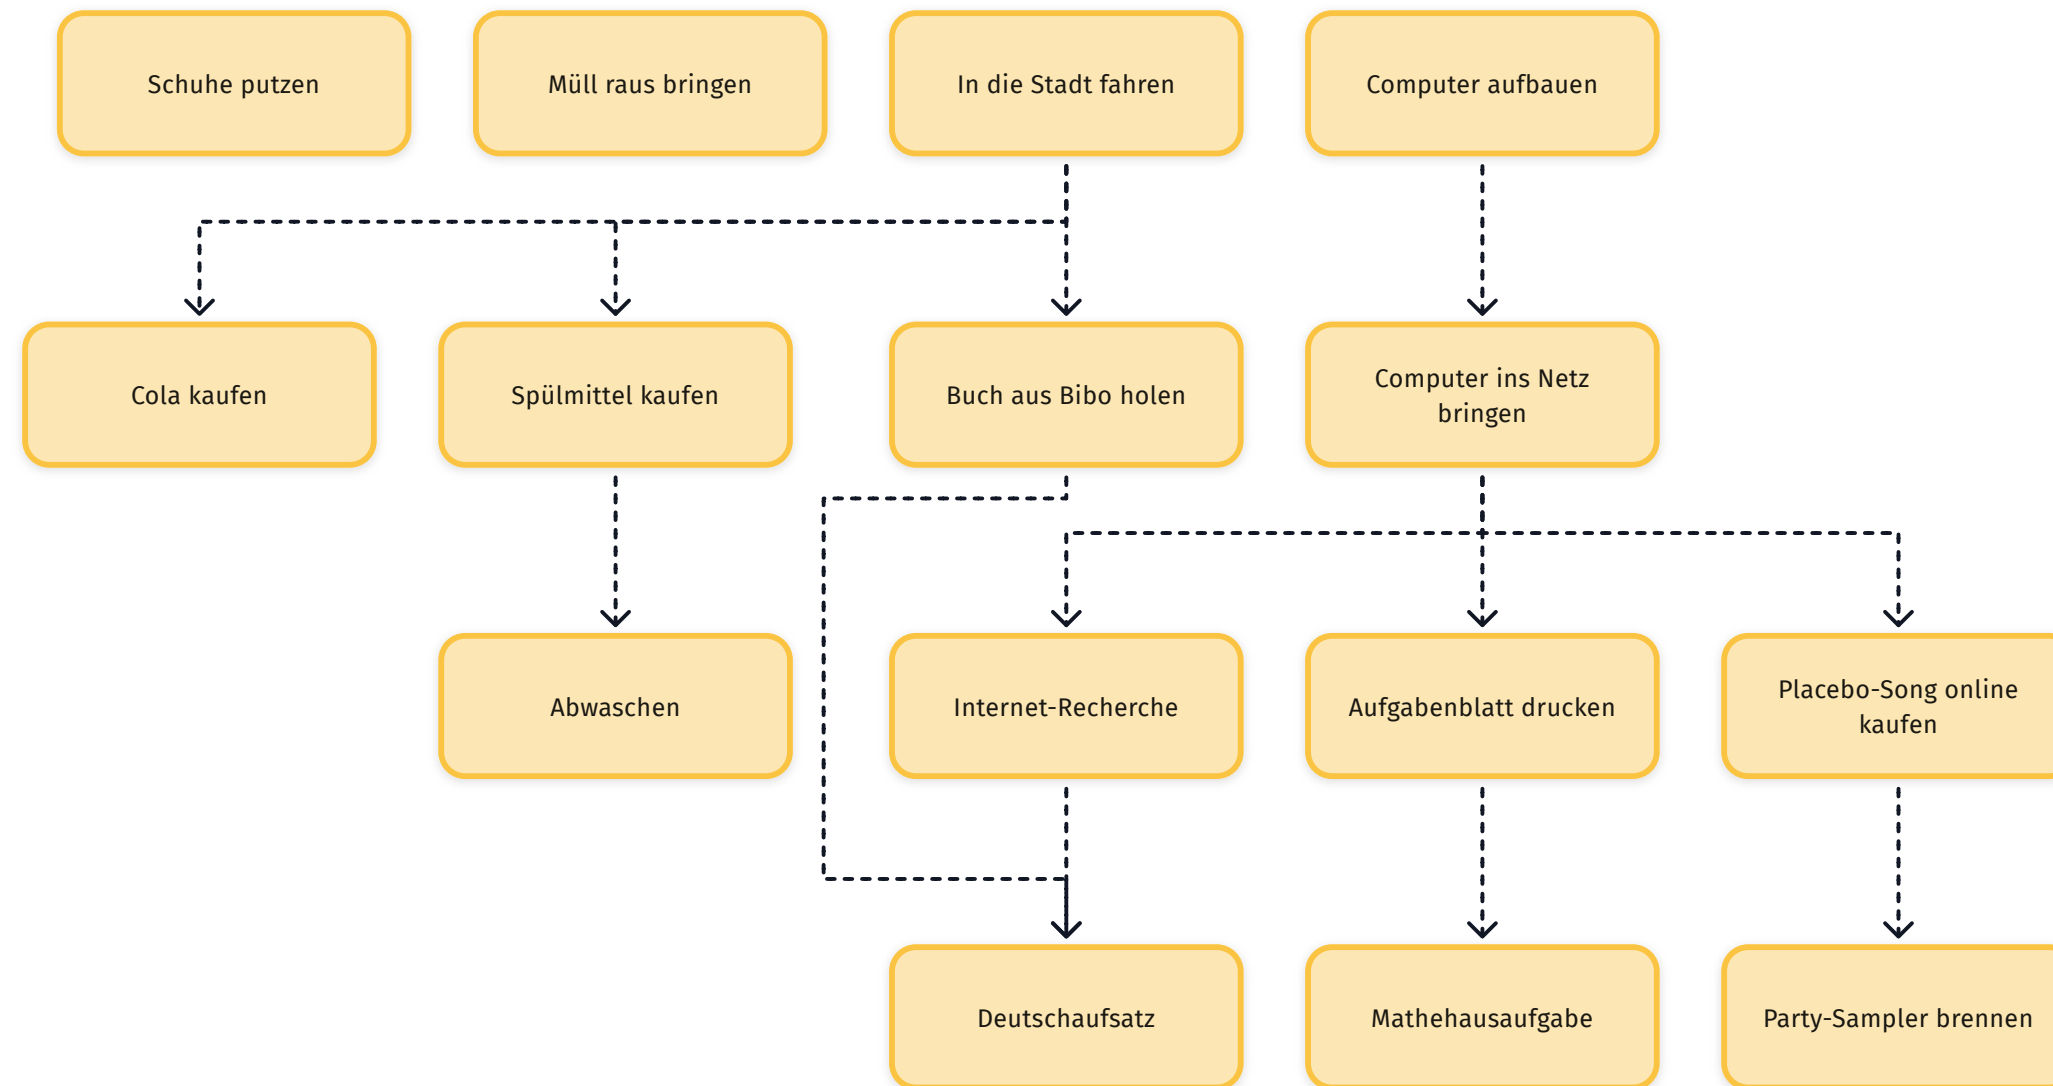 Schuhe putzen
Müll raus bringen
In die Stadt fahren
Computer aufbauen
Cola kaufen
Spülmittel kaufen
Buch aus Bibo holen
Computer ins Netz
bringen
Abwaschen
Internet-Recherche
Aufgabenblatt drucken
Placebo-Song online
kaufen
Deutschaufsatz
Mathehausaufgabe
Party-Sampler brennen